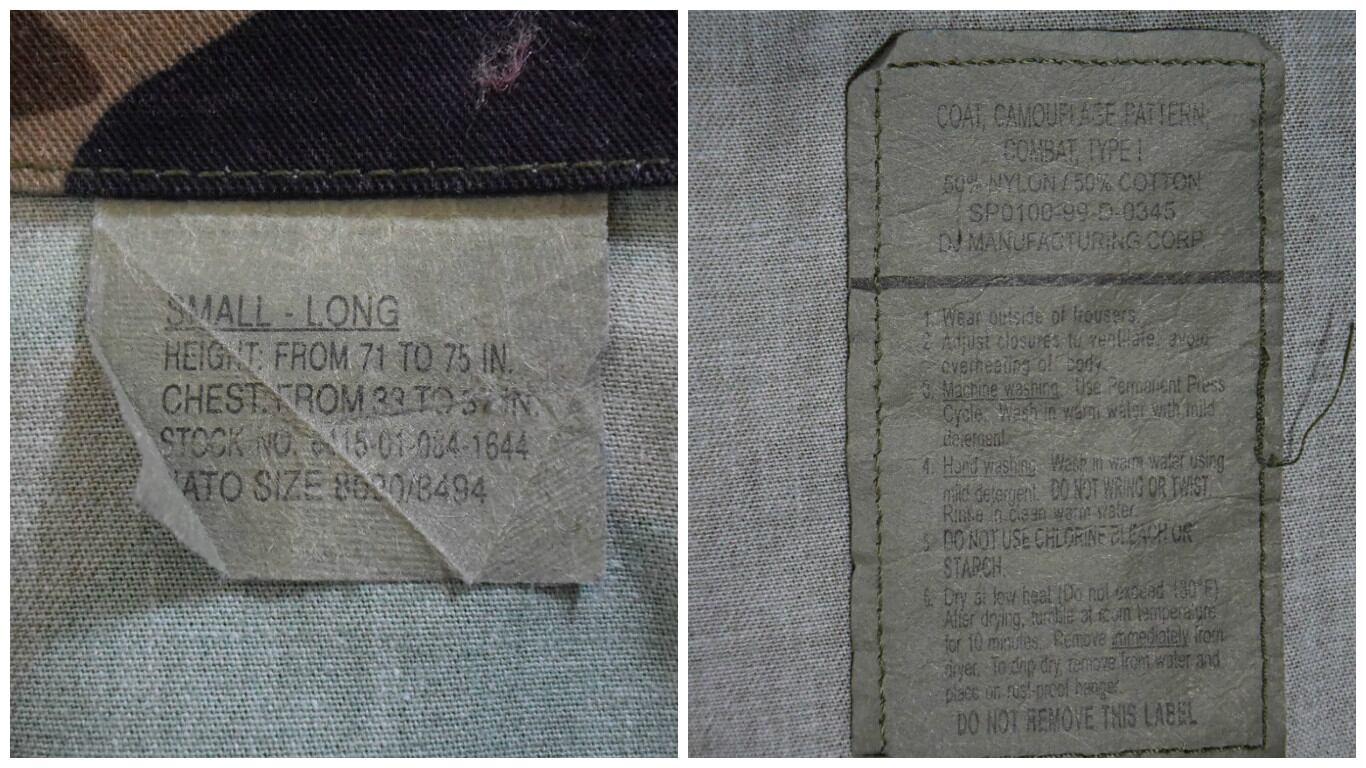 SMALL - LONG
HEIGHT: FROM 71 TO 75 IN.
CHEST: FROM 33 TO 37 IN.
STOCK NO. 8415-01-084-1644
NATO SIZE 8090/8494
COAT, CAMOUFLAGE PATTERN,
COMBAT, TYPE I
50% NYLON / 50% COTTON
SP0100-99-D-0345
DJ MANUFACTURING CORP.
1. Wear outside of trousers.
2. Adjust closures to ventilate, avoid
overheating of body.
3. Machine washing. Use Permanent Press
Cycle. Wash in warm water with mild
detergent.
4. Hand washing. Wash in warm water using
mild detergent. DO NOT WRING OR TWIST.
Rinse in clean warm water.
5. DO NOT USE CHLORINE BLEACH OR
STARCH.
6. Dry at low heat (Do not exceed 130°F)
After drying, tumble at room temperature
for 10 minutes. Remove immediately from
dryer. To drip dry, remove from water and
place on rust-proof hanger.
DO NOT REMOVE THIS LABEL